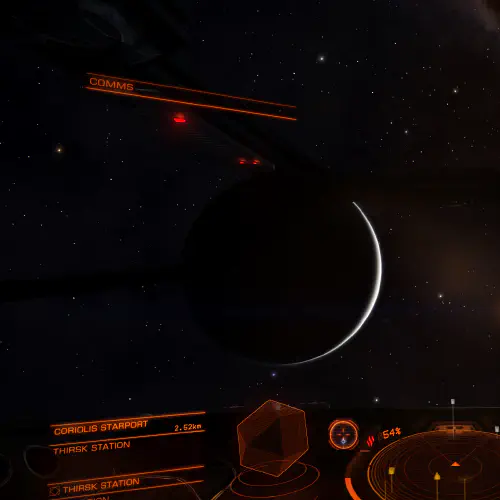 COMMS
CORIOLIS STARPORT
2.52km
THIRSK STATION
54%
THIRSK STATION